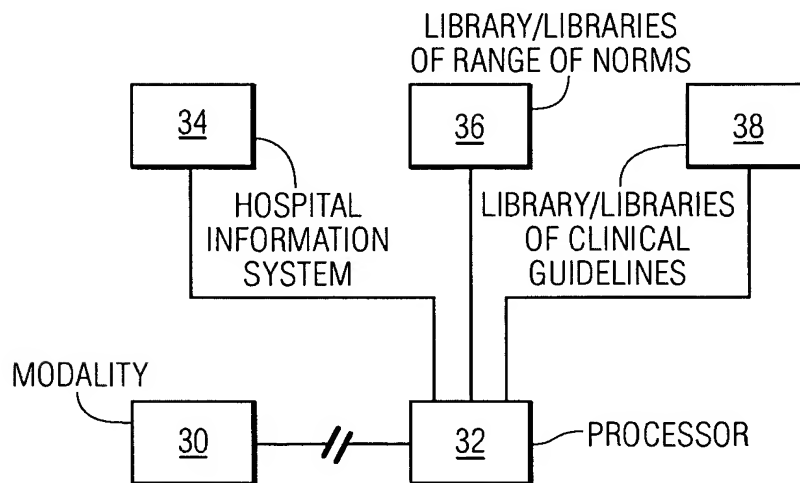 LIBRARY/LIBRARIES
OF RANGE OF NORMS
34
36
38
HOSPITAL
INFORMATION
SYSTEM
LIBRARY/LIBRARIES
OF CLINICAL
GUIDELINES
MODALITY
30
32
PROCESSOR